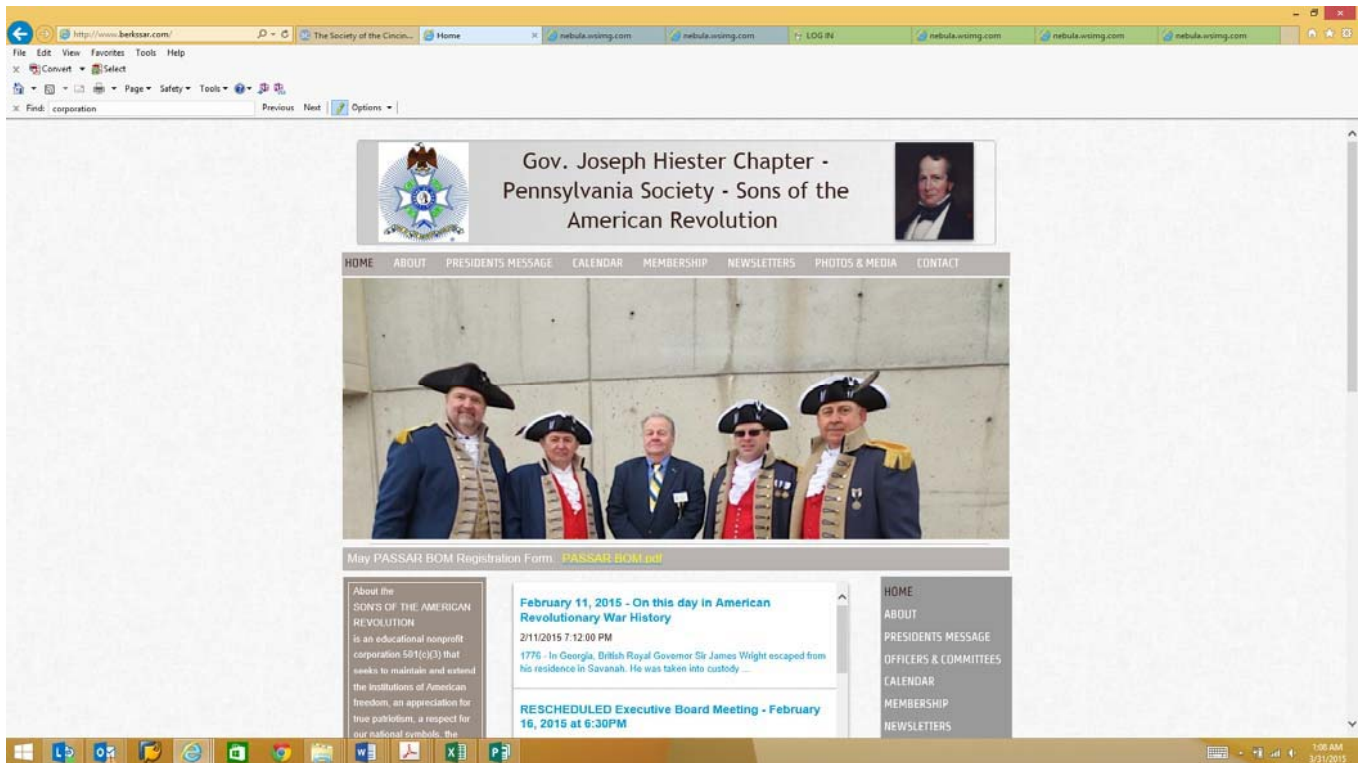 http://www.berkssar.com/
The Society of the Cincin...
Home
nebula.wsimg.com
nebula.wsimg.com
LOG IN
nebula.wsimg.com
nebula.wsimg.com
nebula.wsimg.com
File Edit View Favorites Tools Help
x Convert Select
Page Safety Tools
x Find: corporation Previous Next Options
Gov. Joseph Hiester Chapter -
Pennsylvania Society - Sons of the
American Revolution
HOME ABOUT PRESIDENTS MESSAGE CALENDAR MEMBERSHIP NEWSLETTERS PHOTOS & MEDIA CONTACT
May PASSAR BOM Registration Form: PASSAR BOM.pdf
About the
SON'S OF THE AMERICAN
REVOLUTION
is an educational nonprofit
corporation 501(c)(3) that
seeks to maintain and extend
the institutions of American
freedom, an appreciation for
true patriotism, a respect for
our national symbols, the
February 11, 2015 - On this day in American
Revolutionary War History
2/11/2015 7:12:00 PM
1776 - In Georgia, British Royal Governor Sir James Wright escaped from
his residence in Savanah. He was taken into custody ...
RESCHEDULED Executive Board Meeting - February
16, 2015 at 6:30PM
HOME
ABOUT
PRESIDENTS MESSAGE
OFFICERS & COMMITTEES
CALENDAR
MEMBERSHIP
NEWSLETTERS
1:08 AM
3/31/2015